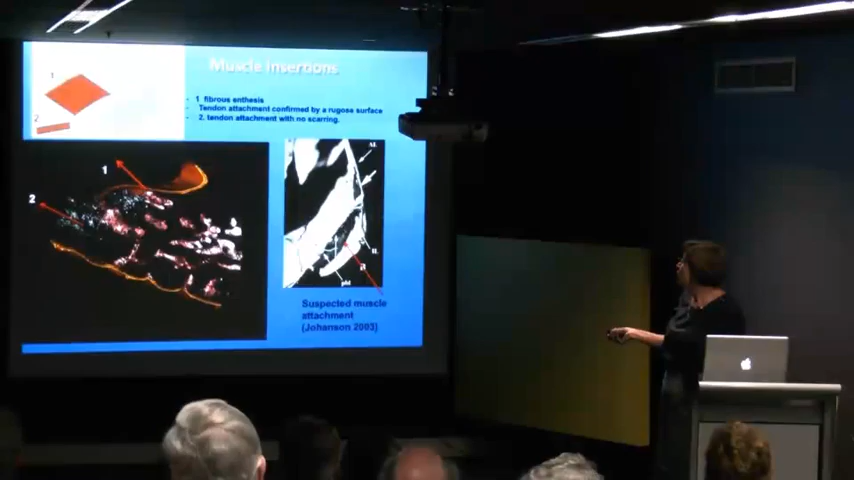 Muscle Insertions
1
2
- 1 fibrous enthesis
- Tendon attachment confirmed by a rugose surface
- 2. tendon attachment with no scarring.
1
2
Suspected muscle
attachment
(Johanson 2003)